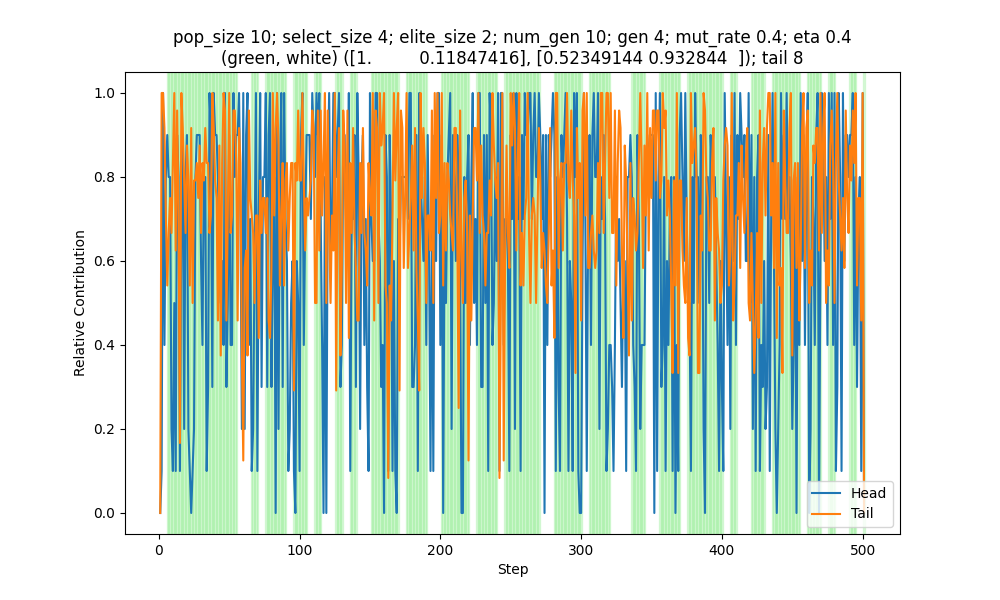 pop_size 10; select_size 4; elite_size 2; num_gen 10; gen 4; mut_rate 0.4; eta 0.4
(green, white) ([1.         0.11847416], [0.52349144 0.932844  ]); tail 8
1.0
0.8
0.6
0.4
0.2
0.0
Relative Contribution
Head
Tail
0
100
200
300
400
500
Step